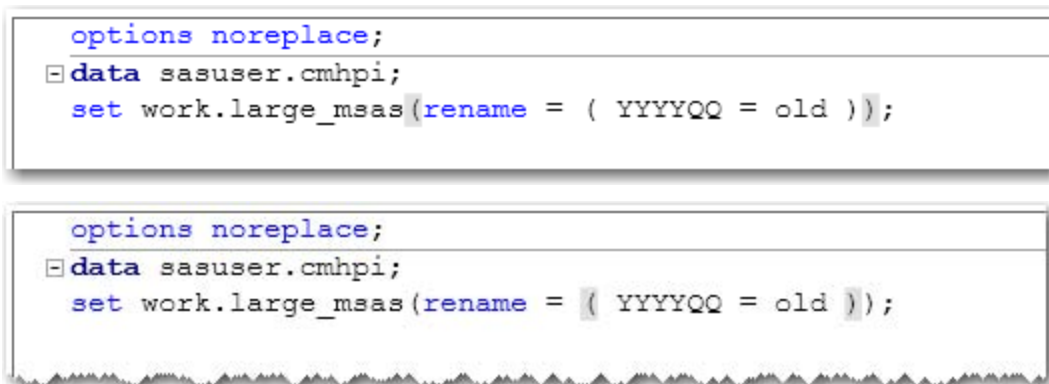 options noreplace;
data sasuser.cmhpi;
set work.large_msas(rename = ( YYYYQQ = old ));
options noreplace;
data sasuser.cmhpi;
set work.large_msas(rename = ( YYYYQQ = old ));